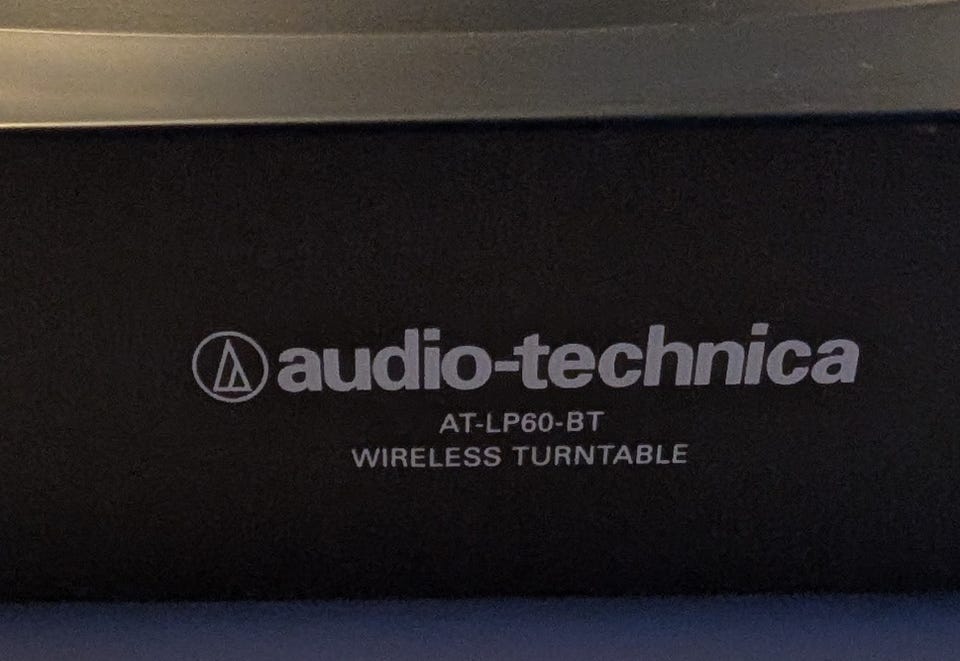 audio-technica
AT-LP60-BT
WIRELESS TURNTABLE